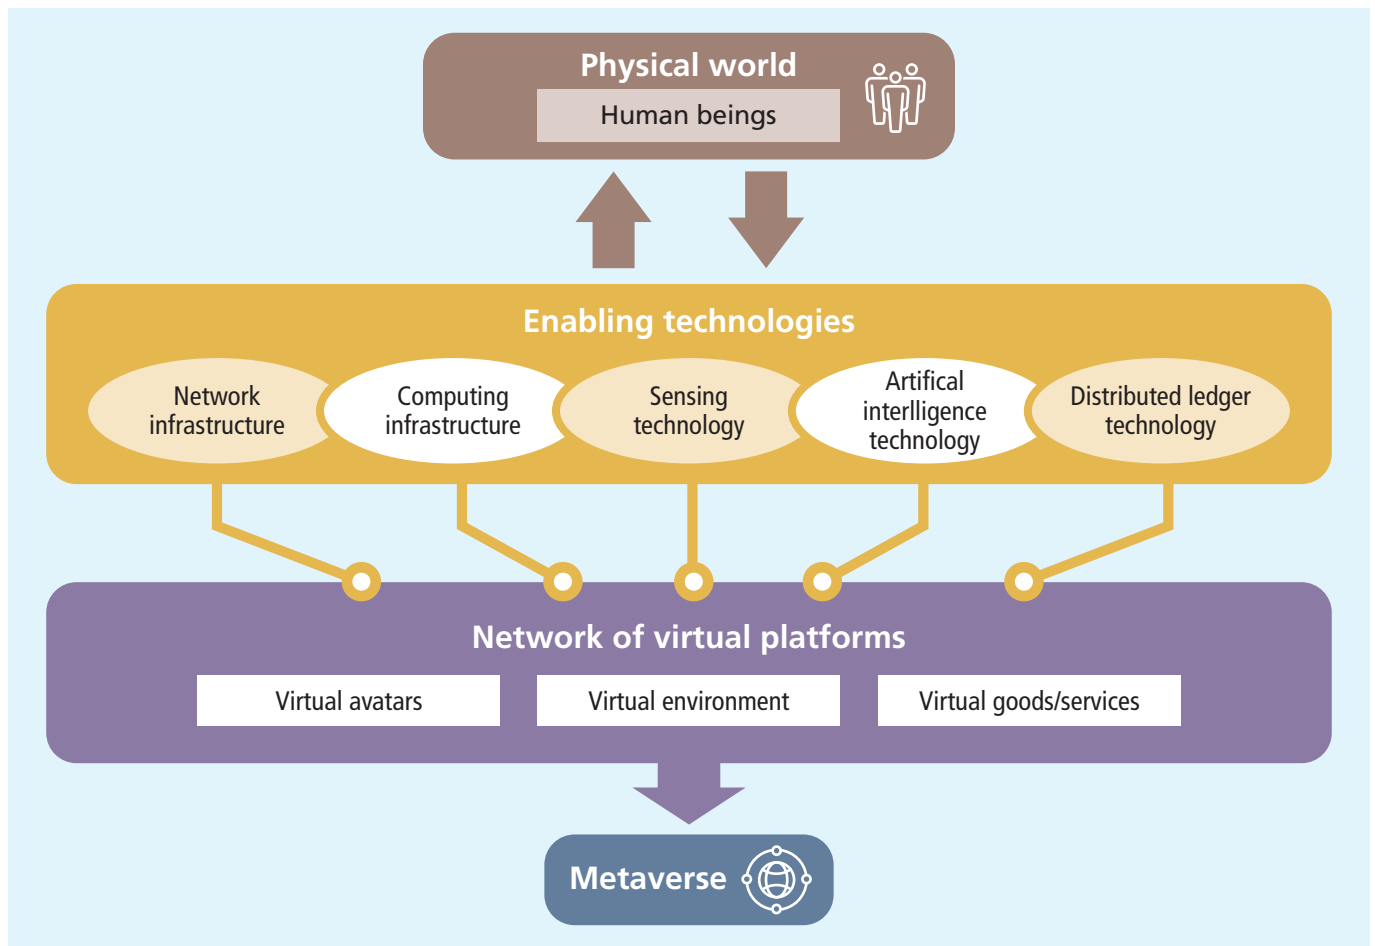 Physical world
Human beings
Enabling technologies
Network
infrastructure
Computing
infrastructure
Sensing
technology
Artifical
interlligence
technology
Distributed ledger
technology
Network of virtual platforms
Virtual avatars
Virtual environment
Virtual goods/services
Metaverse